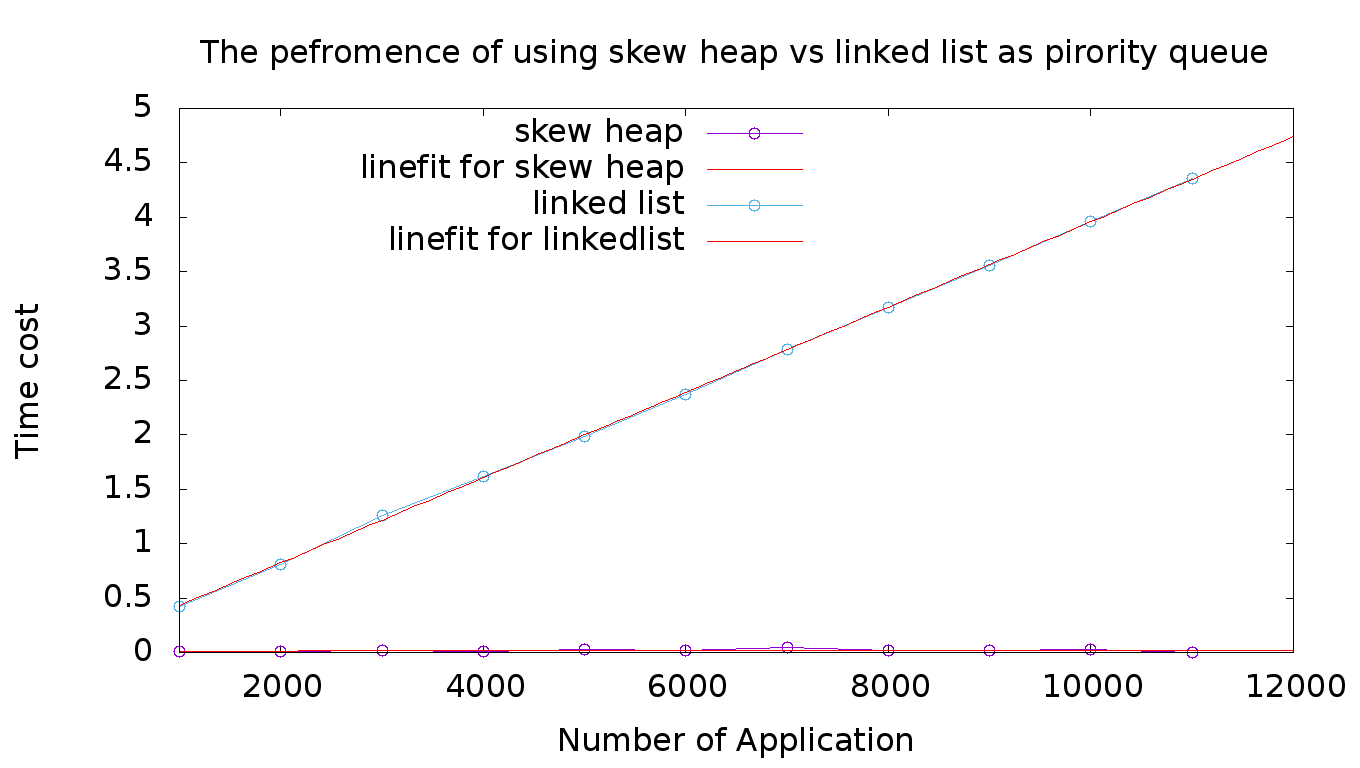 The pefromence of using skew heap vs linked list as pirority queue
5
4.5
4
3.5
3
2.5
2
1.5
1
0.5
0
skew heap
linefit for skew heap
linked list
linefit for linkedlist
Time cost
2000 4000 6000 8000 10000 12000
Number of Application